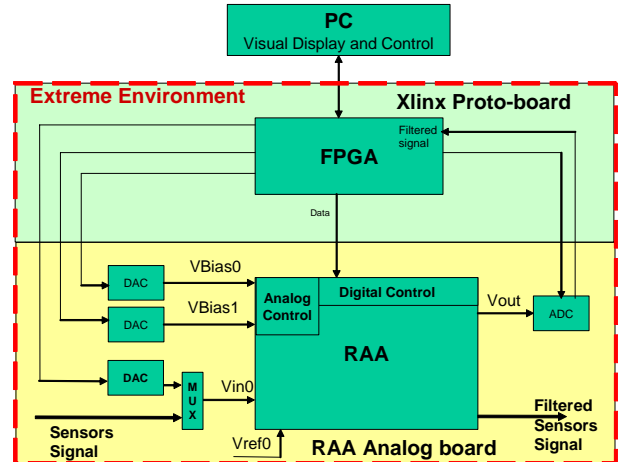 PC
Visual Display and Control
Extreme Environment
Xlinx Proto-board
Filtered
signal
FPGA
Data
DAC
VBias0
Analog
Control
Digital Control
DAC
VBias1
Vout
ADC
RAA
DAC
MUX
Vin0
Sensors
Signal
Vref0
Filtered
Sensors
Signal
RAA Analog board